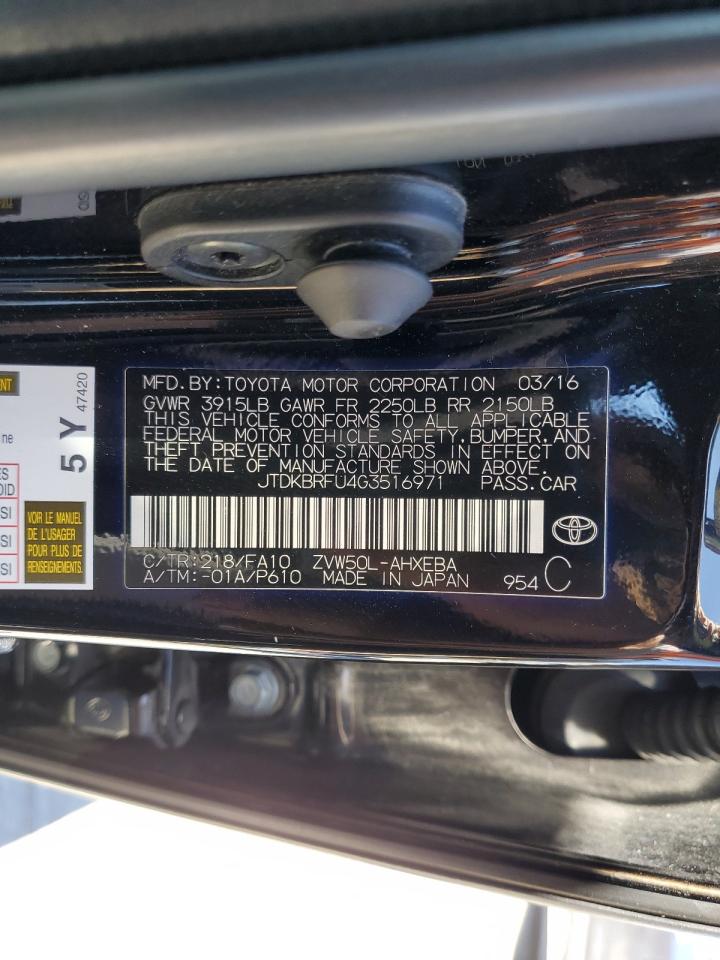 MFD. BY: TOYOTA MOTOR CORPORATION 03/16
GVWR 3915LB GAWR FR 2250LB RR 2150LB
THIS VEHICLE CONFORMS TO ALL APPLICABLE
FEDERAL MOTOR VEHICLE SAFETY, BUMPER, AND
THEFT PREVENTION STANDARDS IN EFFECT ON
THE DATE OF MANUFACTURE SHOWN ABOVE.
JTDKBRFU4G3516971 PASS. CAR
C/TR: 218/FA10 ZVW50L-AHXEBA
A/TM: -01A/P610 MADE IN JAPAN 954 C
5 Y 47420
VOIR LE MANUEL
DE L'USAGER
POUR PLUS DE
RENSEIGNEMENTS.